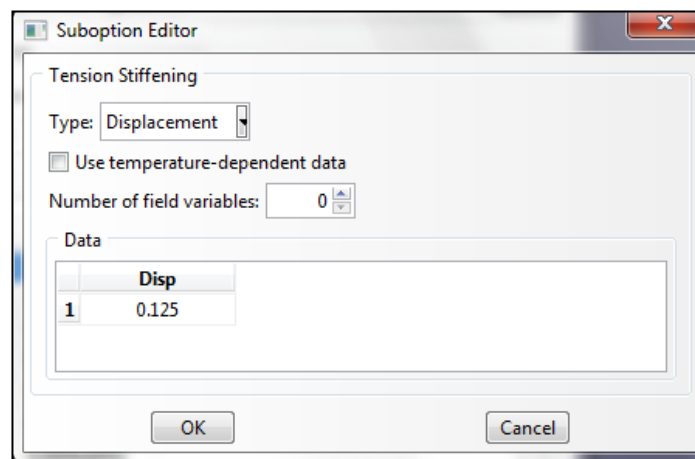 Suboption Editor
X
Tension Stiffening
Type: Displacement
Use temperature-dependent data
Number of field variables: 0
Data
Disp
1 0.125
OK Cancel